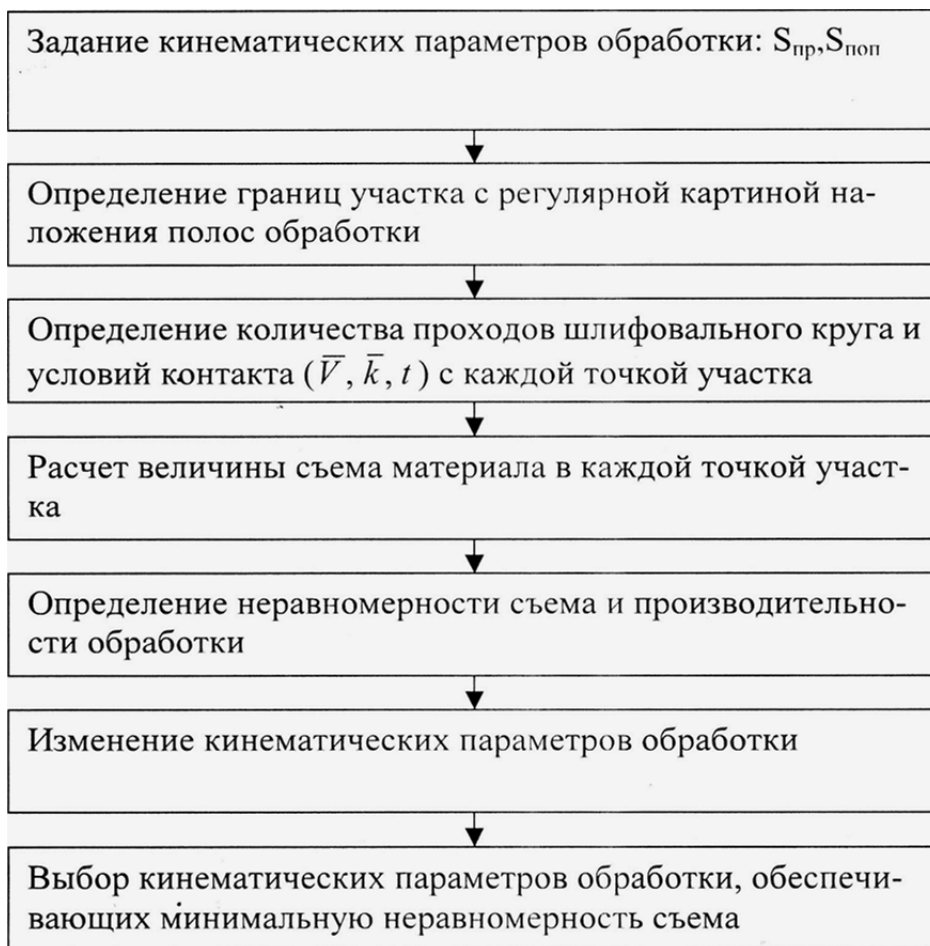 Задание кинематических параметров обработки: Sпр,Sпоп
Определение границ участка с регулярной картиной на-
ложения полос обработки
Определение количества проходов шлифовального круга и
условий контакта (V̅, k̅, t) с каждой точкой участка
Расчет величины съема материала в каждой точкой участ-
ка
Определение неравномерности съема и производительно-
сти обработки
Изменение кинематических параметров обработки
Выбор кинематических параметров обработки, обеспечи-
вающих минимальную неравномерность съема